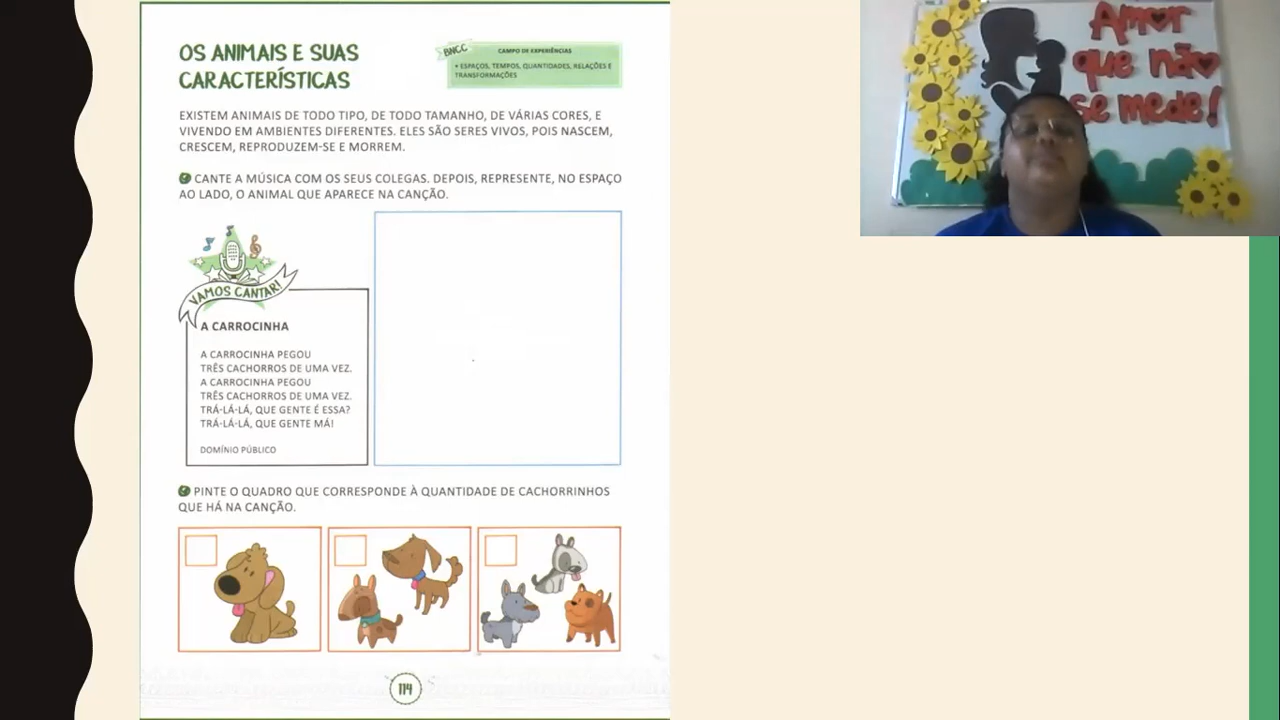 OS ANIMAIS E SUAS
CARACTERÍSTICAS
BNCC
CAMPO DE EXPERIÊNCIAS
• ESPAÇOS, TEMPOS, QUANTIDADES, RELAÇÕES E
TRANSFORMAÇÕES
EXISTEM ANIMAIS DE TODO TIPO, DE TODO TAMANHO, DE VÁRIAS CORES, E
VIVENDO EM AMBIENTES DIFERENTES. ELES SÃO SERES VIVOS, POIS NASCEM,
CRESCEM, REPRODUZEM-SE E MORREM.
CANTE A MÚSICA COM OS SEUS COLEGAS. DEPOIS, REPRESENTE, NO ESPAÇO
AO LADO, O ANIMAL QUE APARECE NA CANÇÃO.
VAMOS CANTAR!
A CARROCINHA
A CARROCINHA PEGOU
TRÊS CACHORROS DE UMA VEZ.
A CARROCINHA PEGOU
TRÊS CACHORROS DE UMA VEZ.
TRÁ-LÁ-LÁ, QUE GENTE É ESSA?
TRÁ-LÁ-LÁ, QUE GENTE MÁ!
DOMÍNIO PÚBLICO
PINTE O QUADRO QUE CORRESPONDE À QUANTIDADE DE CACHORRINHOS
QUE HÁ NA CANÇÃO.
114
Amor
que não
se mede!